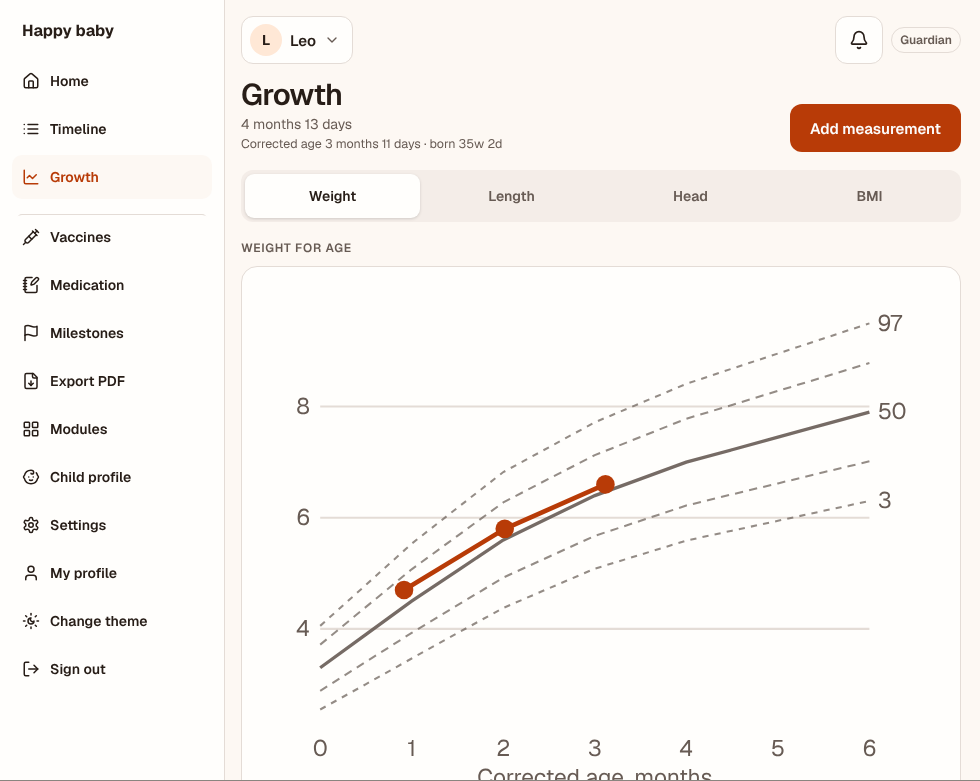 Happy baby
Home
Timeline
Growth
Vaccines
Medication
Milestones
Export PDF
Modules
Child profile
Settings
My profile
Change theme
Sign out
L Leo
Guardian
Growth
4 months 13 days
Corrected age 3 months 11 days · born 35w 2d
Add measurement
Weight Length Head BMI
WEIGHT FOR AGE
97
8
50
6
3
4
0 1 2 3 4 5 6
Corrected age, months